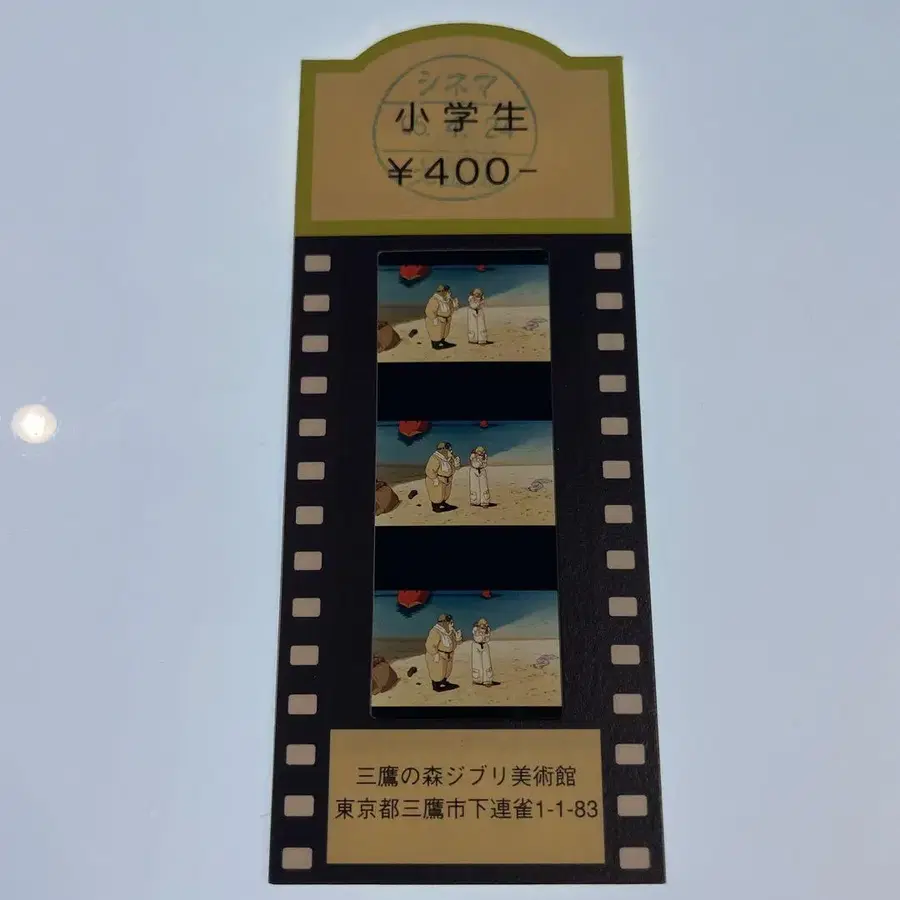 シネマ
小学生
¥400-
三鷹の森ジブリ美術館
東京都三鷹市下連雀1-1-83